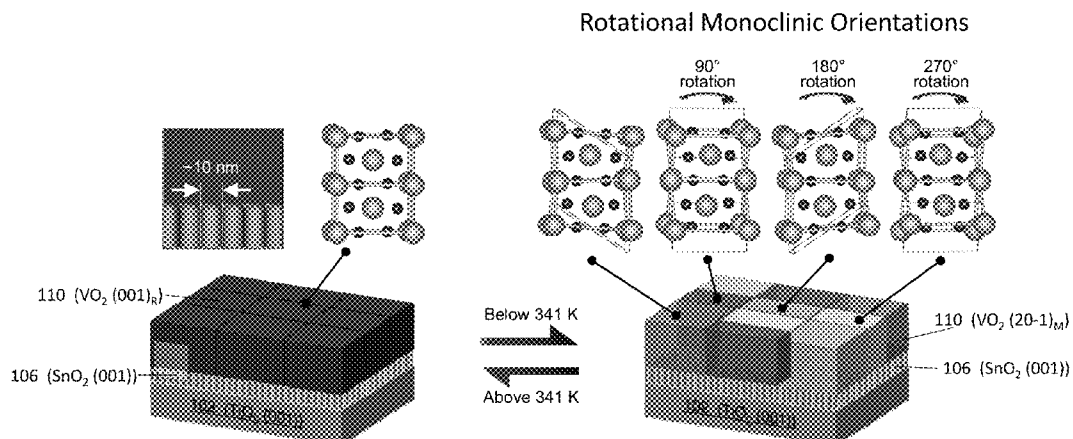 Rotational Monoclinic Orientations
90°
rotation
180°
rotation
270°
rotation
~10 nm
110 (VO₂ (001)R)
106 (SnO₂ (001))
Below 341 K
Above 341 K
110 (VO₂ (20-1)M)
106 (SnO₂ (001))